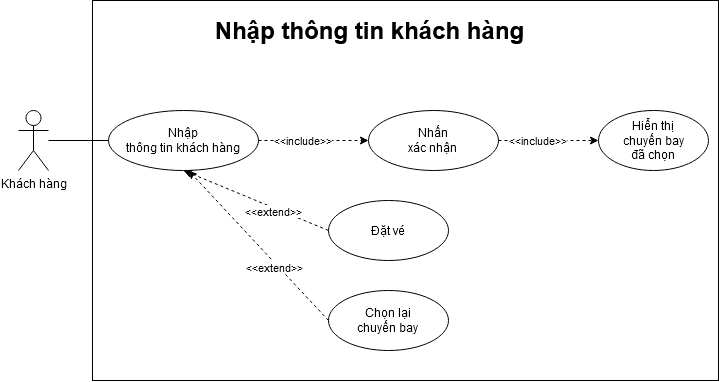 Nhập thông tin khách hàng
Khách hàng
Nhập
thông tin khách hàng
<<include>>
Nhấn
xác nhận
<<include>>
Hiển thị
chuyến bay
đã chọn
<<extend>>
Đặt vé
<<extend>>
Chọn lại
chuyến bay